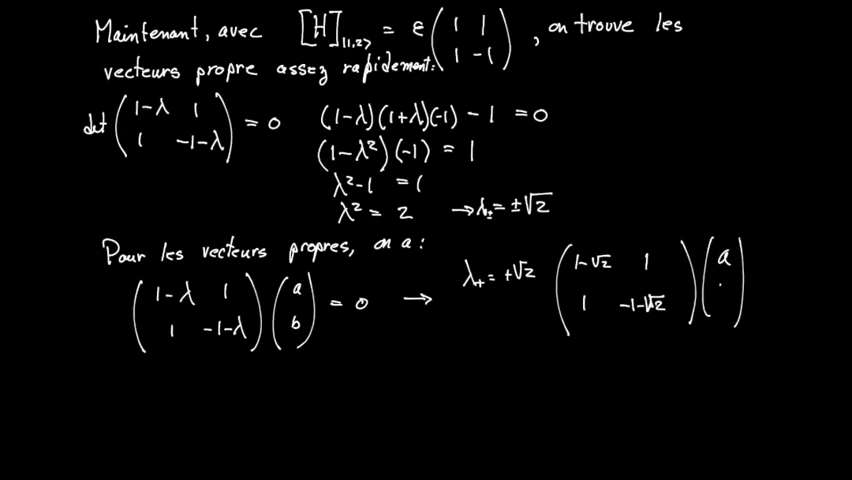 Maintenant, avec [H]_{|1,2>} = ε ( 1 1 ; 1 -1 ), on trouve les
vecteurs propre assez rapidement:
det ( 1-λ 1 ; 1 -1-λ ) = 0 (1-λ)(1+λ)(-1) - 1 = 0
(1-λ²)(-1) = 1
λ²-1 = 1
λ² = 2 → λ± = ±√2
Pour les vecteurs propres, on a:
( 1-λ 1 ; 1 -1-λ ) ( a ; b ) = 0 → λ+ = +√2 ( 1-√2 1 ; 1 -1-√2 ) ( a ; . )